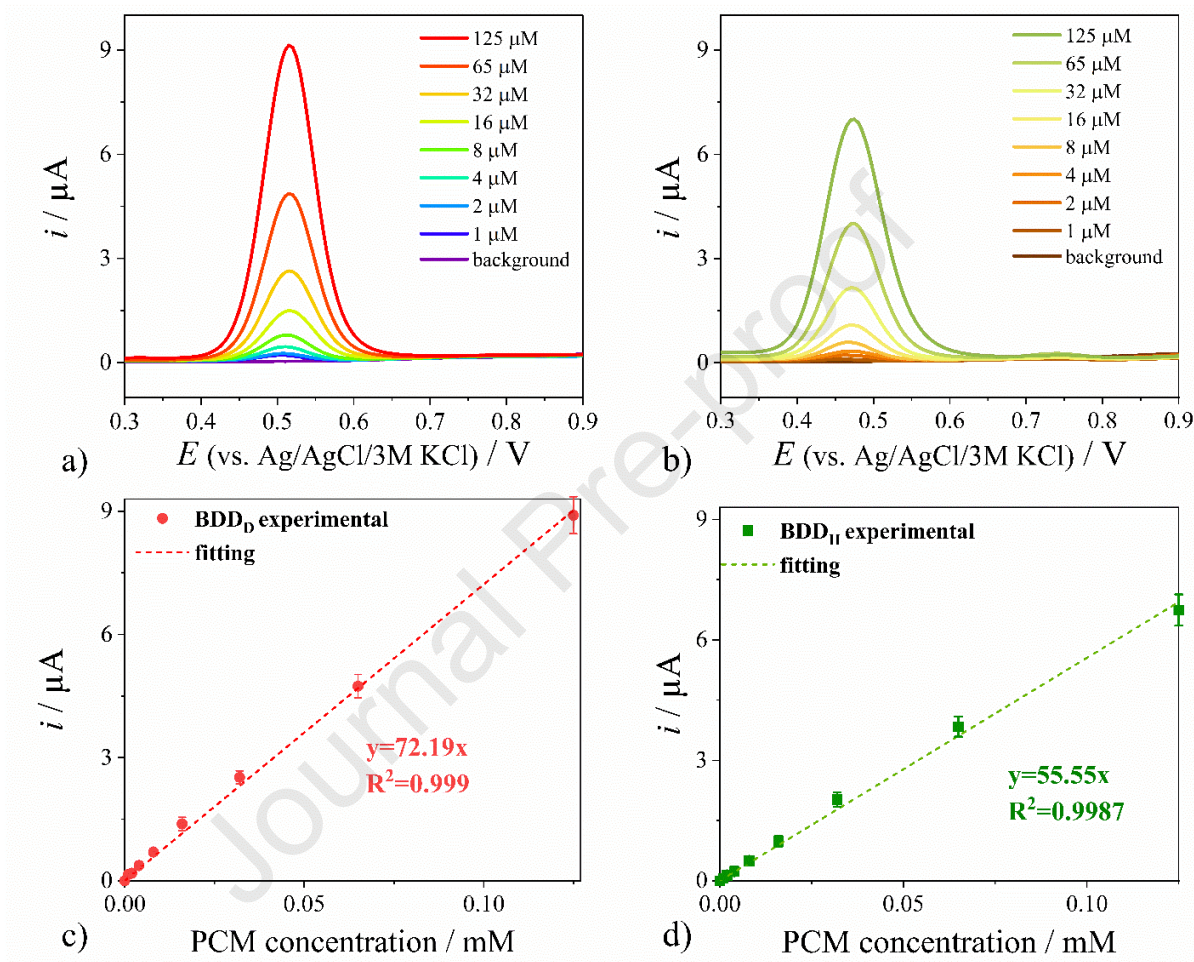 9
6
3
0
i / μA
125 μM
65 μM
32 μM
16 μM
8 μM
4 μM
2 μM
1 μM
background
0.3 0.4 0.5 0.6 0.7 0.8 0.9
E (vs. Ag/AgCl/3M KCl) / V
a)
9
6
3
0
i / μA
125 μM
65 μM
32 μM
16 μM
8 μM
4 μM
2 μM
1 μM
background
0.3 0.4 0.5 0.6 0.7 0.8 0.9
E (vs. Ag/AgCl/3M KCl) / V
b)
9
6
3
0
i / μA
BDD_D experimental
fitting
y=72.19x
R²=0.999
0.00 0.05 0.10
PCM concentration / mM
c)
9
6
3
0
i / μA
BDD_H experimental
fitting
y=55.55x
R²=0.9987
0.00 0.05 0.10
PCM concentration / mM
d)
Journal Pre-proof